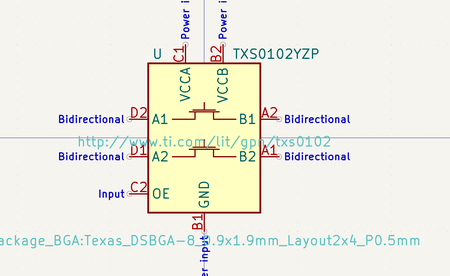 Power i
Power i
C1
B2
U
TXS0102YZP
VCCA
VCCB
Bidirectional
D2
A1
B1
A2
Bidirectional
http://www.ti.com/lit/gpn/txs0102
Bidirectional
D1
A2
B2
A1
Bidirectional
Input
C2
OE
GND
B1
ackage_BGA:Texas_DSBGA-8_0.9x1.9mm_Layout2x4_P0.5mm
er input